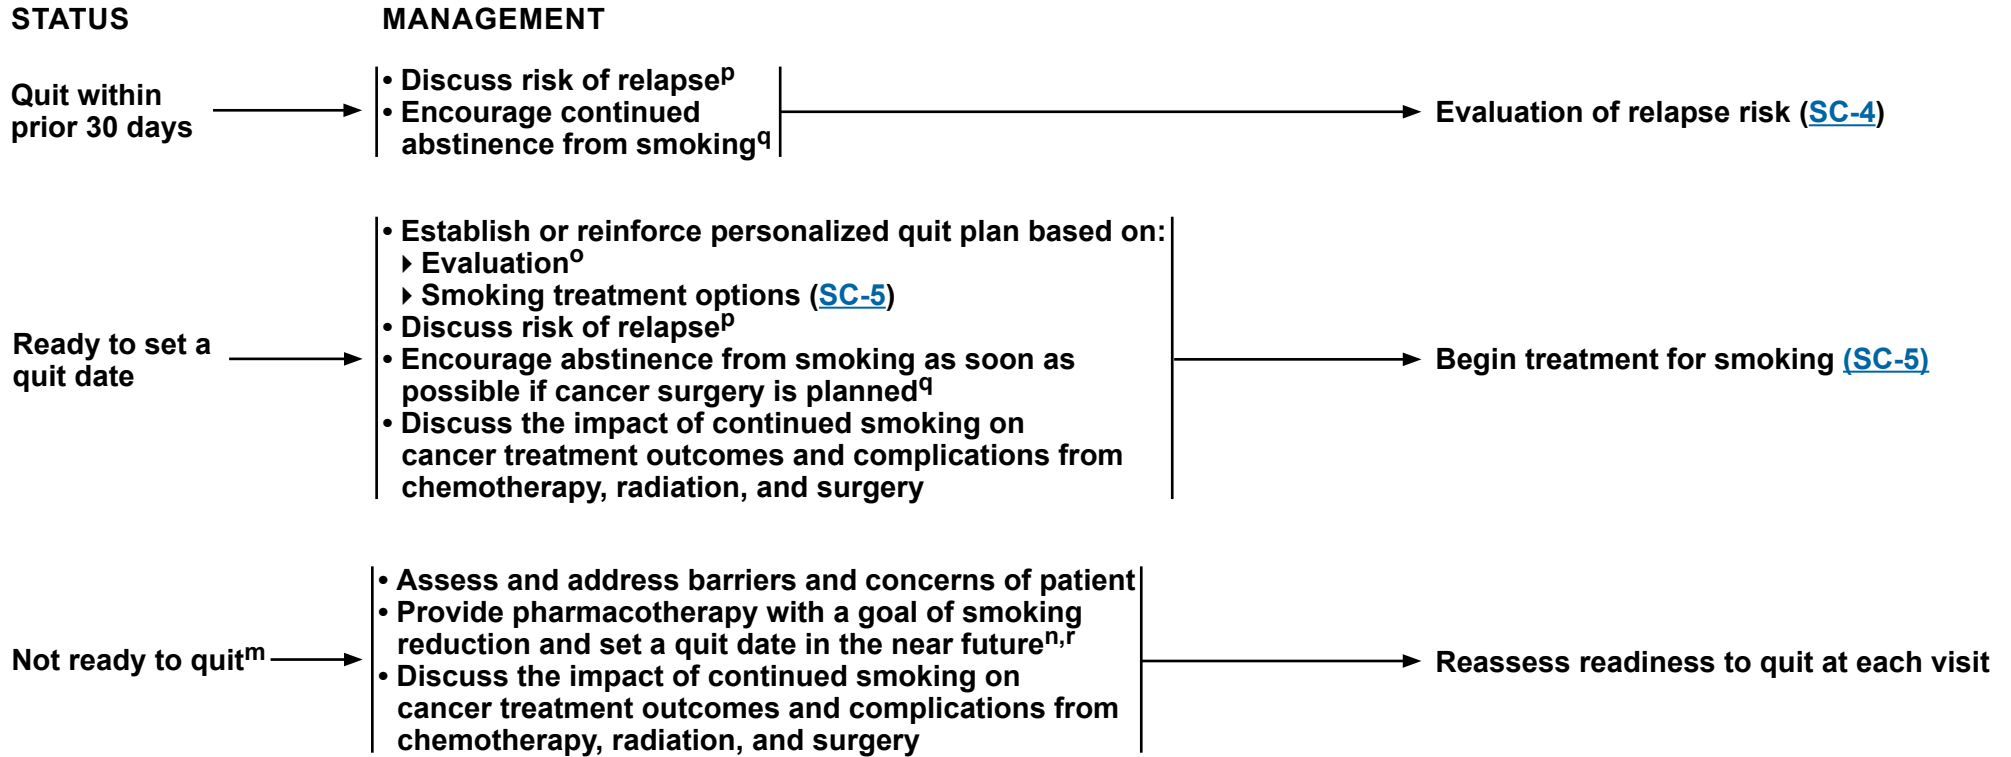 STATUS
MANAGEMENT
Quit within
prior 30 days
• Discuss risk of relapseᵖ
• Encourage continued
abstinence from smoking^q
Evaluation of relapse risk (SC-4)
Ready to set a
quit date
• Establish or reinforce personalized quit plan based on:
Evaluationᵒ
Smoking treatment options (SC-5)
• Discuss risk of relapseᵖ
• Encourage abstinence from smoking as soon as
possible if cancer surgery is planned^q
• Discuss the impact of continued smoking on
cancer treatment outcomes and complications from
chemotherapy, radiation, and surgery
Begin treatment for smoking (SC-5)
Not ready to quitᵐ
• Assess and address barriers and concerns of patient
• Provide pharmacotherapy with a goal of smoking
reduction and set a quit date in the near futureⁿ,ʳ
• Discuss the impact of continued smoking on
cancer treatment outcomes and complications from
chemotherapy, radiation, and surgery
Reassess readiness to quit at each visit